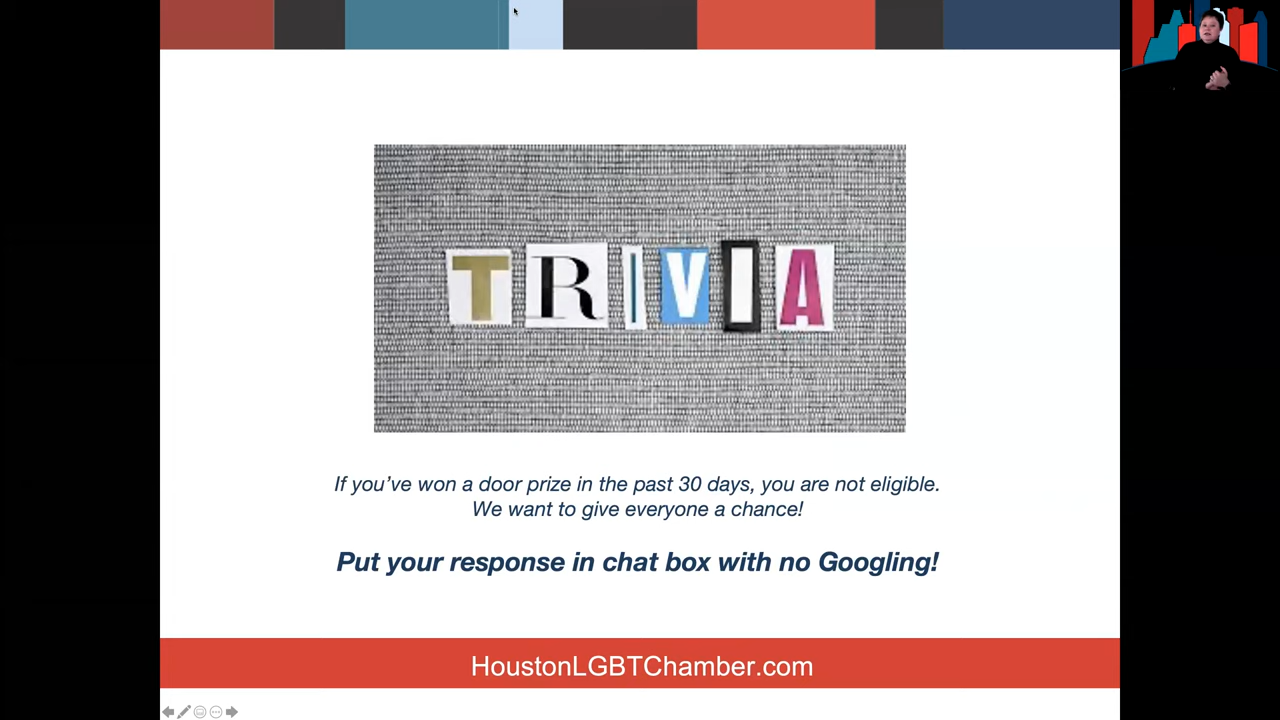 TRIVIA
If you've won a door prize in the past 30 days, you are not eligible.
We want to give everyone a chance!
Put your response in chat box with no Googling!
HoustonLGBTChamber.com